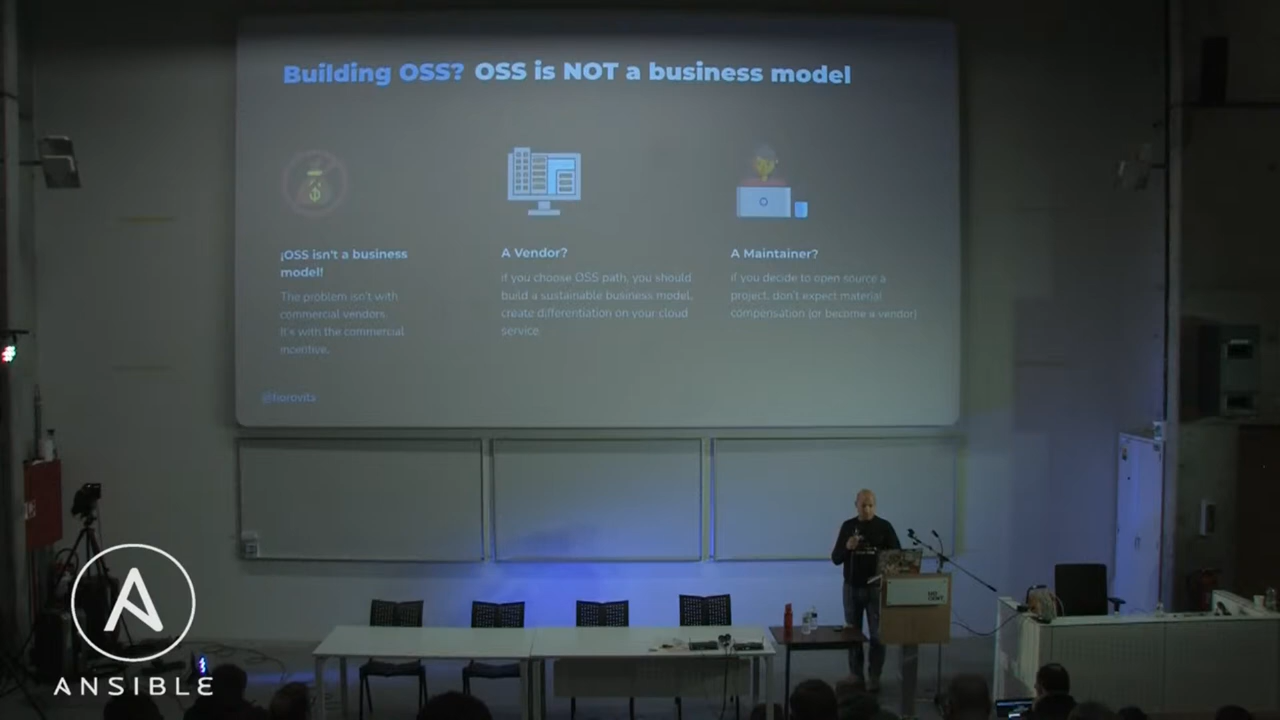 Building OSS? OSS is NOT a business model
¡OSS isn't a business
model!
The problem isn't with
commercial vendors.
It's with the commercial
incentive.
A Vendor?
If you choose OSS path, you should
build a sustainable business model,
create differentiation on your cloud
service.
A Maintainer?
If you decide to open source a
project, don't expect material
compensation (or become a vendor)
@horovits
ANSIBLE